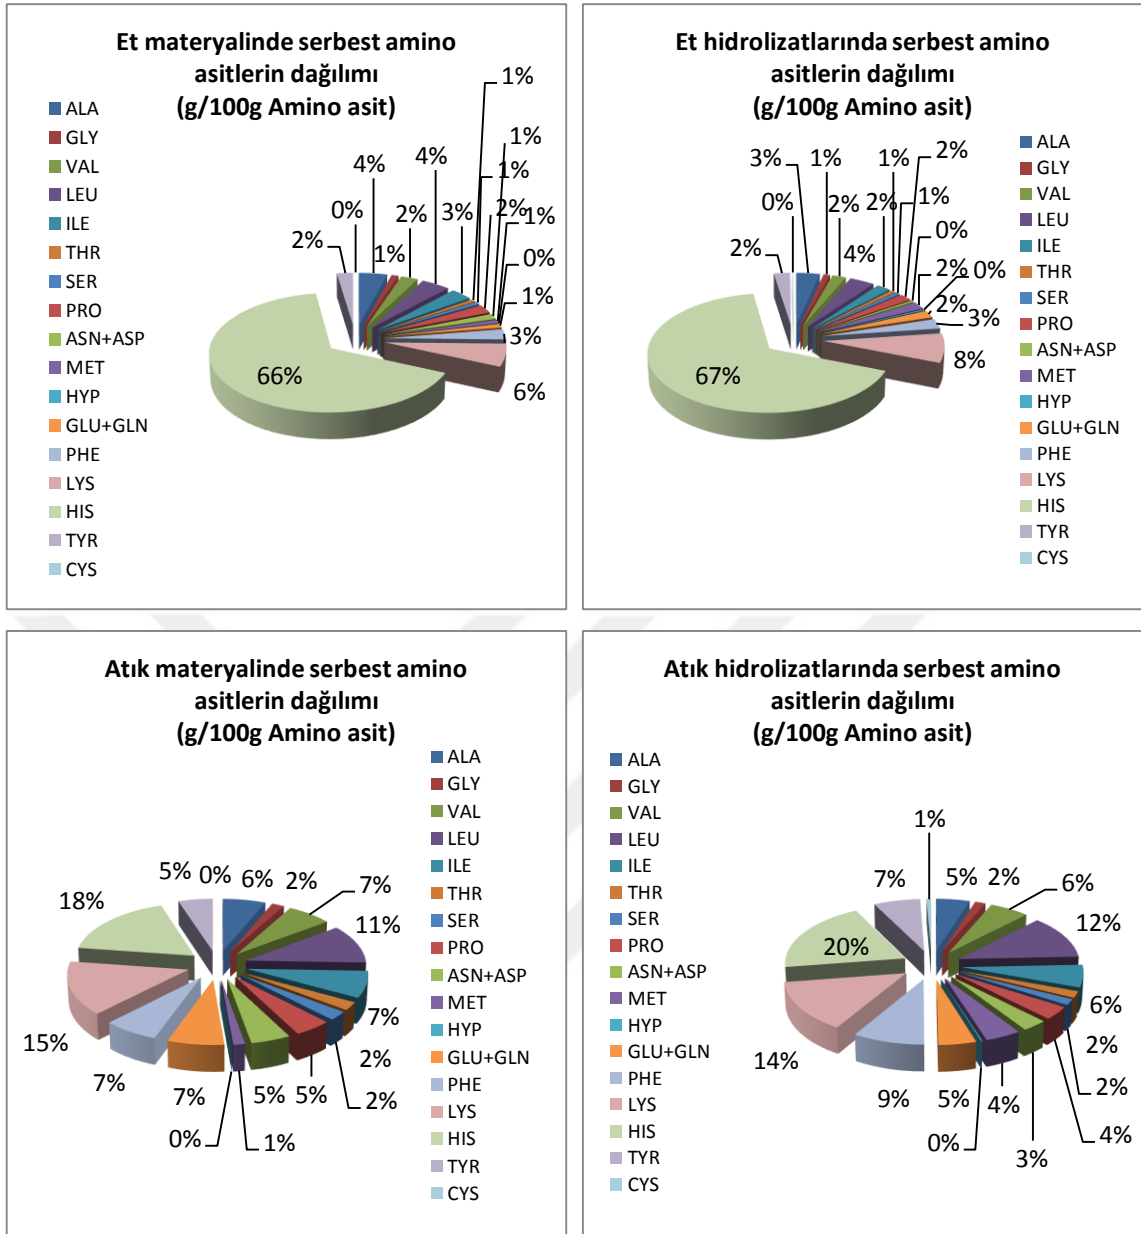 Et materyalinde serbest amino
asitlerin dağılımı
(g/100g Amino asit)
ALA
GLY
VAL
LEU
ILE
THR
SER
PRO
ASN+ASP
MET
HYP
GLU+GLN
PHE
LYS
HIS
TYR
CYS
2%
0%
4%
1%
2%
4%
3%
1%
1%
1%
2%
1%
0%
1%
3%
6%
66%
Et hidrolizatlarında serbest amino
asitlerin dağılımı
(g/100g Amino asit)
ALA
GLY
VAL
LEU
ILE
THR
SER
PRO
ASN+ASP
MET
HYP
GLU+GLN
PHE
LYS
HIS
TYR
CYS
2%
0%
3%
1%
2%
4%
2%
1%
1%
2%
0%
2%
0%
2%
3%
8%
67%
Atık materyalinde serbest amino
asitlerin dağılımı
(g/100g Amino asit)
ALA
GLY
VAL
LEU
ILE
THR
SER
PRO
ASN+ASP
MET
HYP
GLU+GLN
PHE
LYS
HIS
TYR
CYS
5%
0%
6%
2%
7%
11%
7%
2%
2%
5%
5%
1%
0%
7%
7%
15%
18%
Atık hidrolizatlarında serbest amino
asitlerin dağılımı
(g/100g Amino asit)
ALA
GLY
VAL
LEU
ILE
THR
SER
PRO
ASN+ASP
MET
HYP
GLU+GLN
PHE
LYS
HIS
TYR
CYS
7%
1%
5%
2%
6%
12%
6%
2%
2%
4%
3%
4%
0%
5%
9%
14%
20%